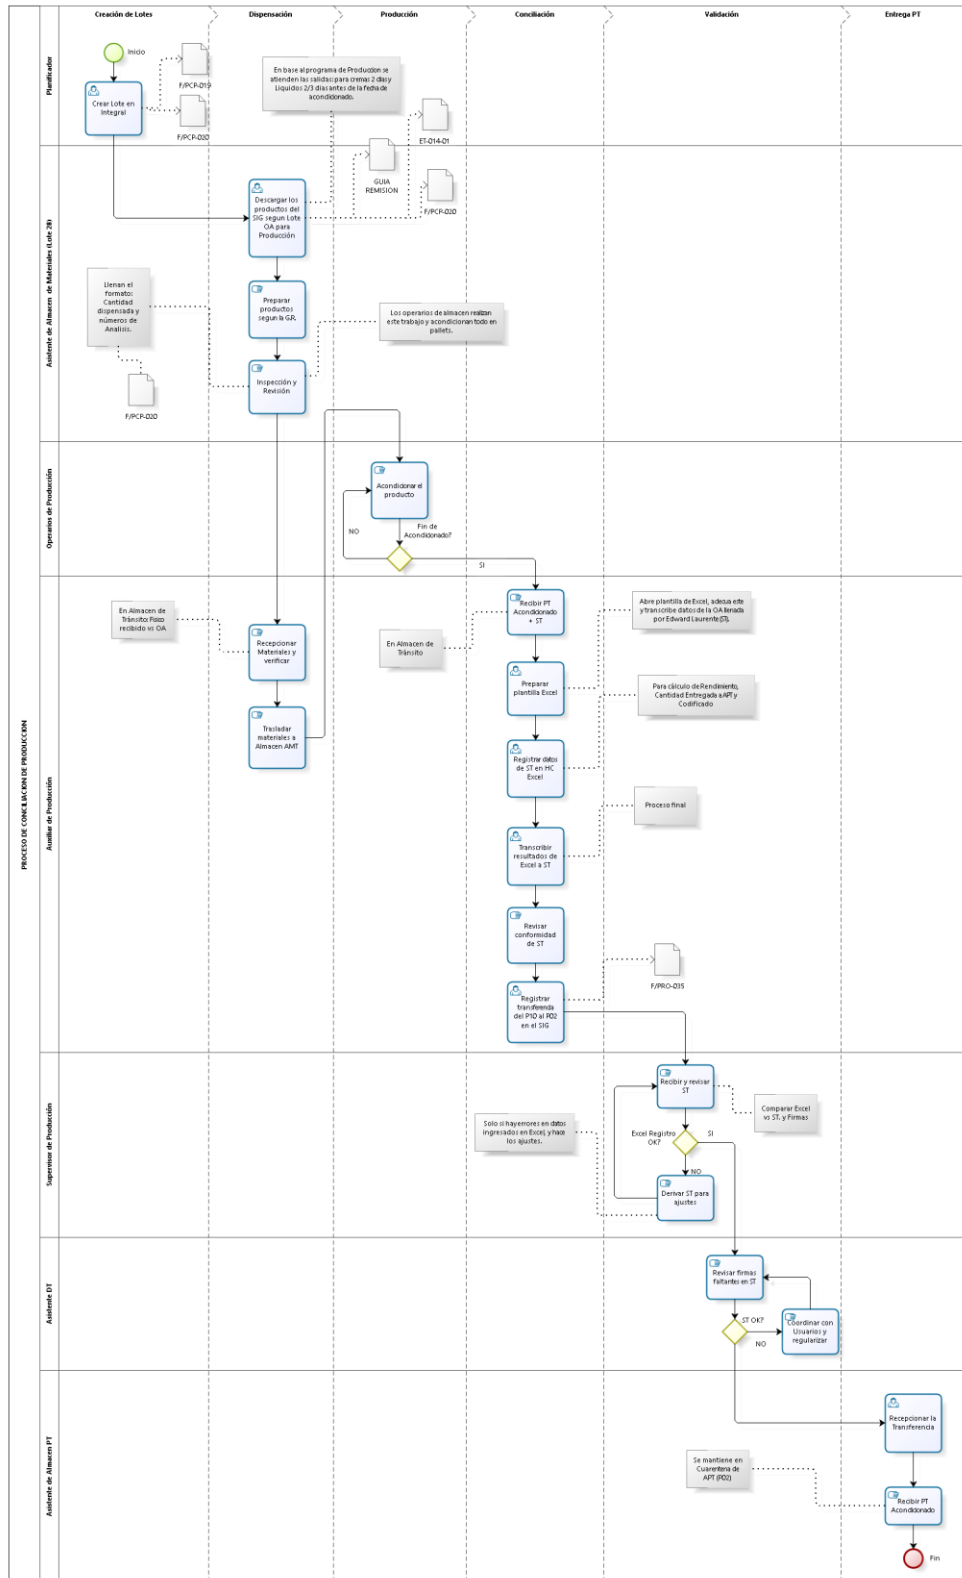 Creación de Lotes
Dispensación
Producción
Conciliación
Validación
Entrega PT
PROCESO DE CONCILIACION DE PRODUCCION
Planificador
Inicio
Crear Lote en
Integral
F/PCP-019
F/PCP-020
En base al programa de Produccion se
atienden las salidas: para cremas 2 dias y
Liquidos 2/3 dias antes de la fecha de
acondicionado.
ET-014-01
GUIA
REMISION
F/PCP-020
Asistente de Almacen de Materiales (Lote 28)
Descargar los
productos del
SIG segun Lote
OA para
Producción
Preparar
productos
segun la G.R.
Inspección y
Revisión
Llenan el
formato:
Cantidad
dispensada y
números de
Analisis.
F/PCP-020
Los operarios de almacen realizan
este trabajo y acondicionan todo en
pallets.
Operarios de Producción
Acondicionar el
producto
Fin de
Acondicionado?
NO
SI
Auxiliar de Producción
En Almacen de
Tránsito: Fisico
recibido vs OA
Recepcionar
Materiales y
verificar
Trasladar
materiales a
Almacen AMT
En Almacen de
Tránsito
Recibir PT
Acondicionado
+ ST
Preparar
plantilla Excel
Registrar datos
de ST en HC
Excel
Transcribir
resultados de
Excel a ST
Revisar
conformidad
de ST
Registrar
transferencia
del P10 al P02
en el SIG
Abre plantilla de Excel, adecua este
y transcribe datos de la OA llenada
por Edward Laurente (ST).
Para cálculo de Rendimiento,
Cantidad Entregada a APT y
Codificado
Proceso final
F/PRO-035
Supervisor de Producción
Recibir y revisar
ST
Comparar Excel
vs ST. y Firmas
Solo si hay errores en datos
ingresados en Excel, y hace
los ajustes.
Excel Registro
OK?
SI
NO
Derivar ST para
ajustes
Asistente DT
Revisar firmas
faltantes en ST
ST OK?
NO
Coordinar con
Usuarios y
regularizar
Asistente de Almacen PT
Recepcionar la
Transferencia
Se mantiene en
Cuarentena de
APT (P02)
Recibir PT
Acondicionado
Fin